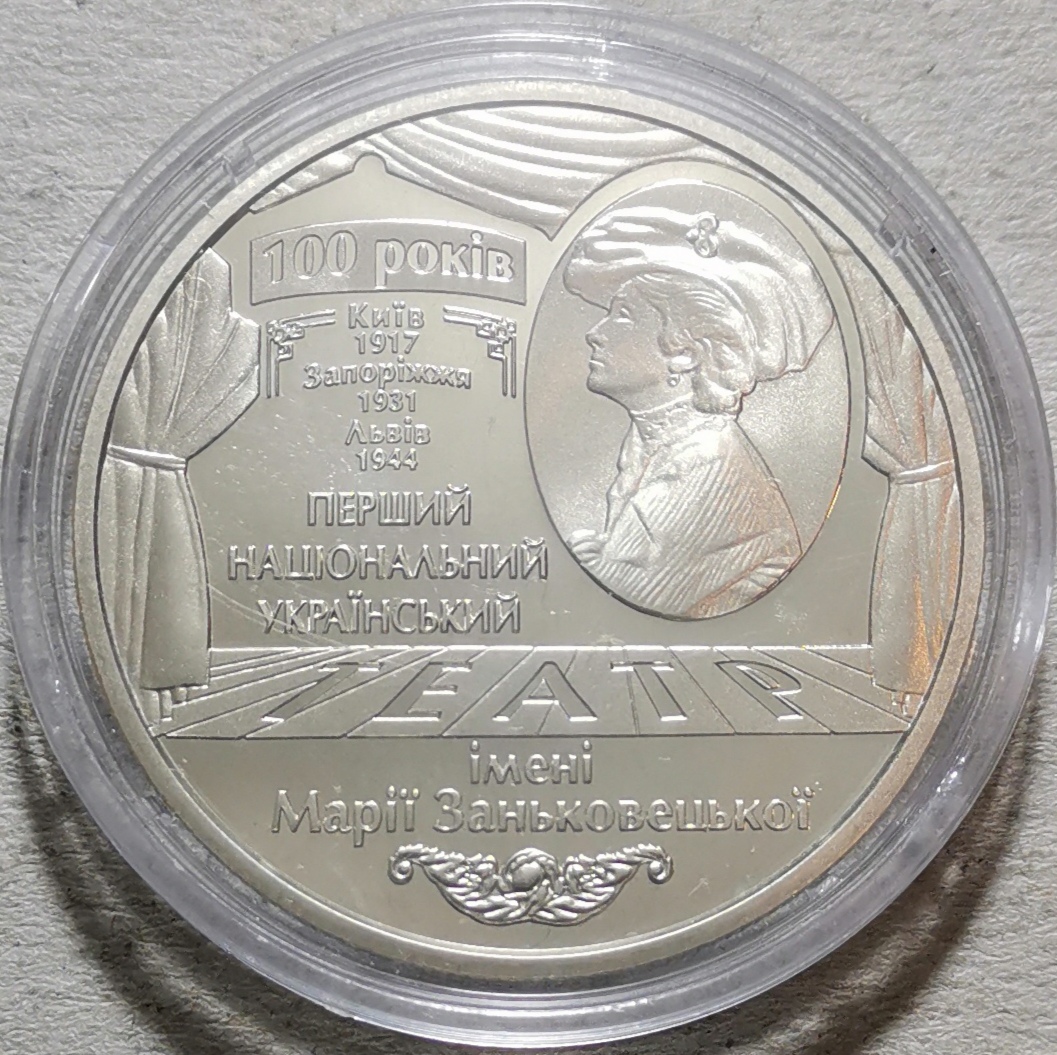 100 років
Київ
1917
Запоріжжя
1931
Львів
1944
ПЕРШИЙ
НАЦІОНАЛЬНИЙ
УКРАЇНСЬКИЙ
ТЕАТР
імені
Марії Заньковецької